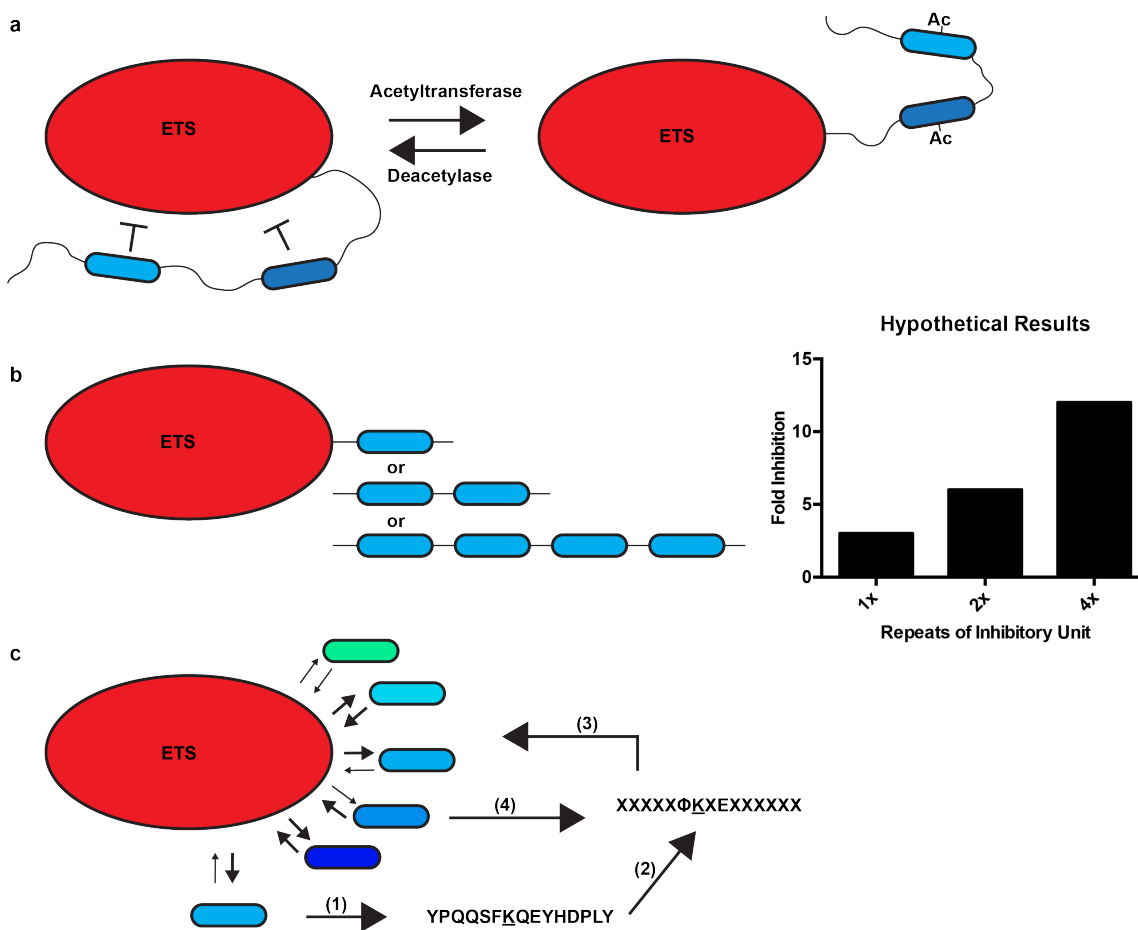 a
Ac
ETS
Acetyltransferase
Deacetylase
ETS
Ac
Hypothetical Results
b
ETS
or
or
15
10
5
0
Fold Inhibition
1x
2x
4x
Repeats of Inhibitory Unit
c
ETS
(3)
(4)
XXXXXΦKXEXXXXXX
(2)
(1)
YPQQSFKQEYHDPLY